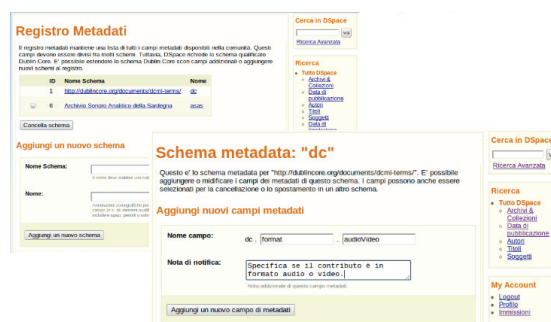 Registro Metadati
Il registro metadati mantiene una lista di tutti i campi metadati disponibili nella comunità. Questi
campi devono essere divisi fra molti schemi. Tuttavia, DSpace richiede lo schema qualificato
Dublin Core. E' possibile estendere lo schema Dublin Core con campi addizionali o aggiungere
nuovi schemi al registro.
ID Nome Schema Nome
1 http://dublincore.org/documents/dcmi-terms/ dc
6 Archivio Sonoro Analitico della Sardegna asas
Cancella schema
Aggiungi un nuovo schema
Nome Schema:
Nome:
Aggiungi un nuovo schema
Cerca in DSpace
va
Ricerca Avanzata
Ricerca
Tutto DSpace
Archivi &
Collezioni
Data di
pubblicazione
Autori
Titoli
Soggetti
Data di
Schema metadata: "dc"
Questo e' lo schema metadata per "http://dublincore.org/documents/dcmi-terms/". E' possibile
aggiungere o midificare i campi dei metadati di questo schema. I campi possono anche essere
selezionati per la cancellazione o lo spostamento in un altro schema.
Aggiungi nuovi campi metadati
Nome campo: dc . format . audioVideo
Nota di notifica: Specifica se il contributo è in
formato audio o video.
Nota addizionale di questo campo metadati.
Aggiungi un nuovo campo di metadati
Cerca in DSpace
Ricerca Avanzata
Ricerca
Tutto DSpace
Archivi &
Collezioni
Data di
pubblicazione
Autori
Titoli
Soggetti
My Account
Logout
Profilo
Immissioni